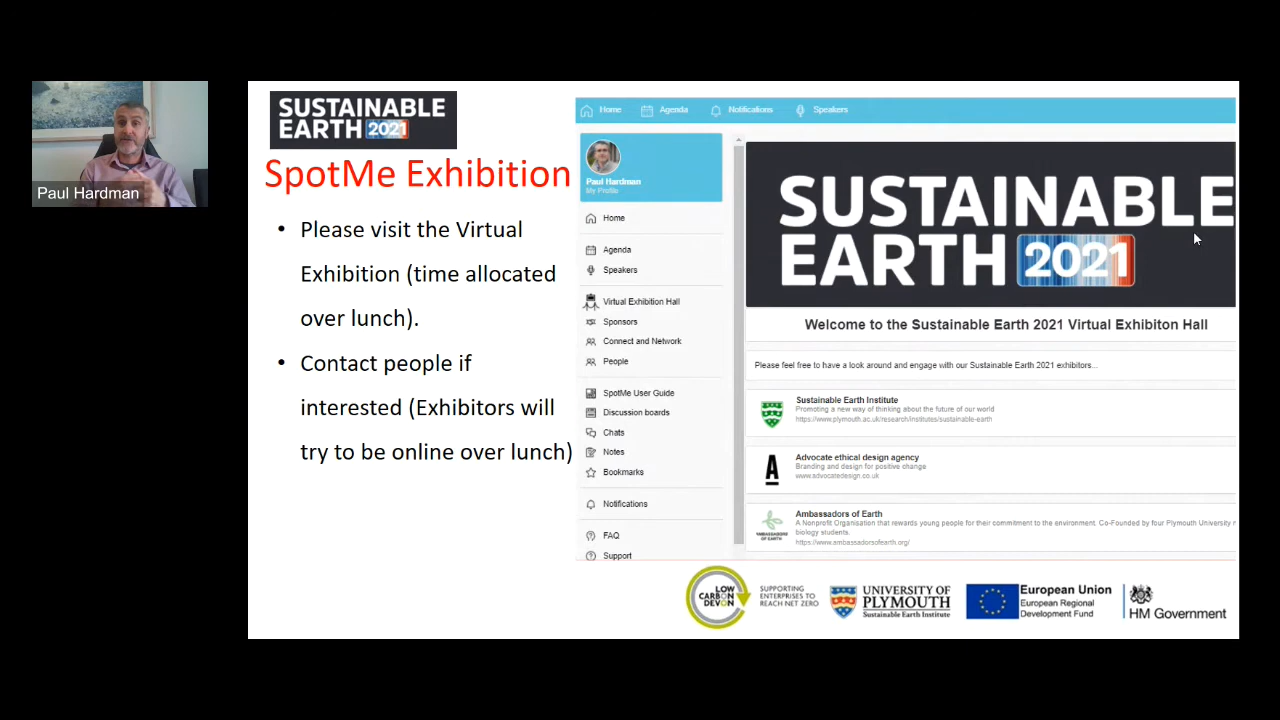 Paul Hardman
SUSTAINABLE
EARTH 2021
SpotMe Exhibition
• Please visit the Virtual
Exhibition (time allocated
over lunch).
• Contact people if
interested (Exhibitors will
try to be online over lunch)
Home Agenda Notifications Speakers
Paul Hardman
My Profile
Home
Agenda
Speakers
Virtual Exhibition Hall
Sponsors
Connect and Network
People
SpotMe User Guide
Discussion boards
Chats
Notes
Bookmarks
Notifications
FAQ
Support
SUSTAINABLE
EARTH 2021
Welcome to the Sustainable Earth 2021 Virtual Exhibiton Hall
Please feel free to have a look around and engage with our Sustainable Earth 2021 exhibitors...
Sustainable Earth Institute
Promoting a new way of thinking about the future of our world
https://www.plymouth.ac.uk/research/institutes/sustainable-earth
A
Advocate ethical design agency
Branding and design for positive change
www.advocatedesign.co.uk
AMBASSADORS
OF EARTH
Ambassadors of Earth
A Nonprofit Organisation that rewards young people for their commitment to the environment. Co-Founded by four Plymouth University
biology students.
https://www.ambassadorsofearth.org/
LOW
CARBON
DEVON
SUPPORTING
ENTERPRISES TO
REACH NET ZERO
UNIVERSITY OF
PLYMOUTH
Sustainable Earth Institute
European Union
European Regional
Development Fund
HM Government